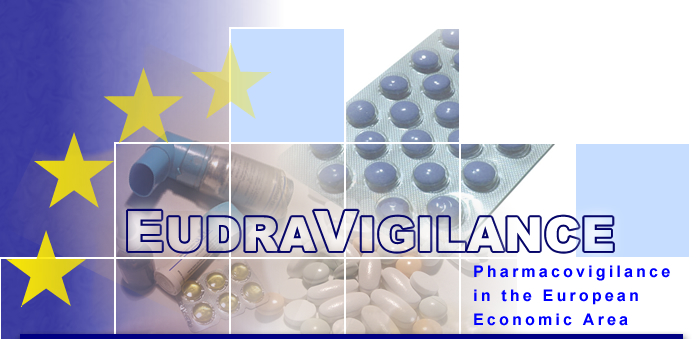 EUDRAVIGILANCE
Pharmacovigilance
in the European
Economic Area